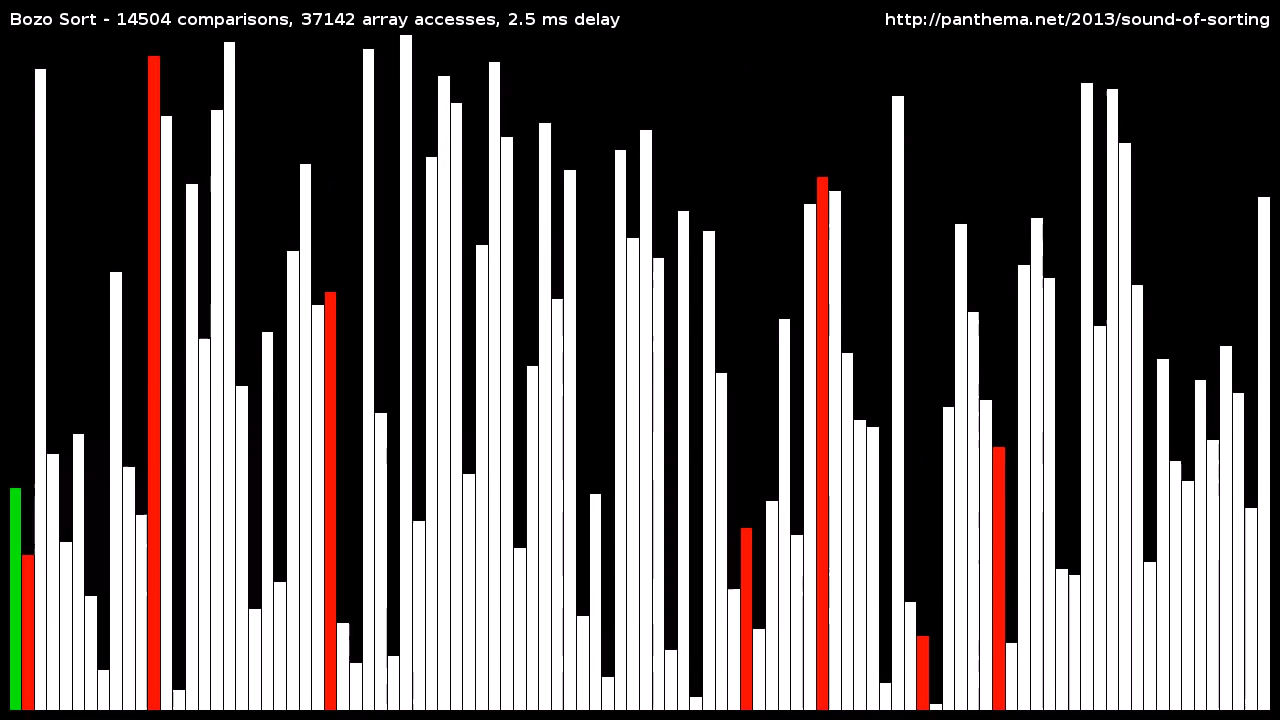 Bozo Sort - 14504 comparisons, 37142 array accesses, 2.5 ms delay
http://panthema.net/2013/sound-of-sorting